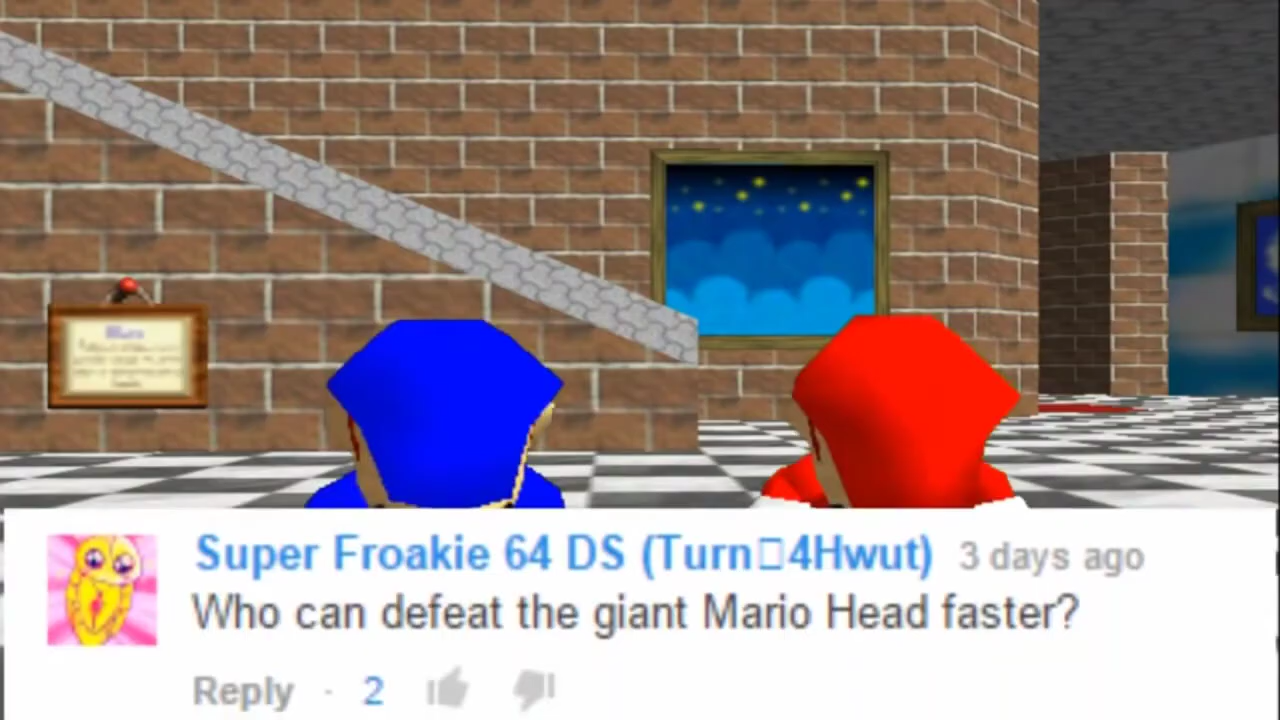 Super Froakie 64 DS (Turn□4Hwut) 3 days ago
Who can defeat the giant Mario Head faster?
Reply · 2